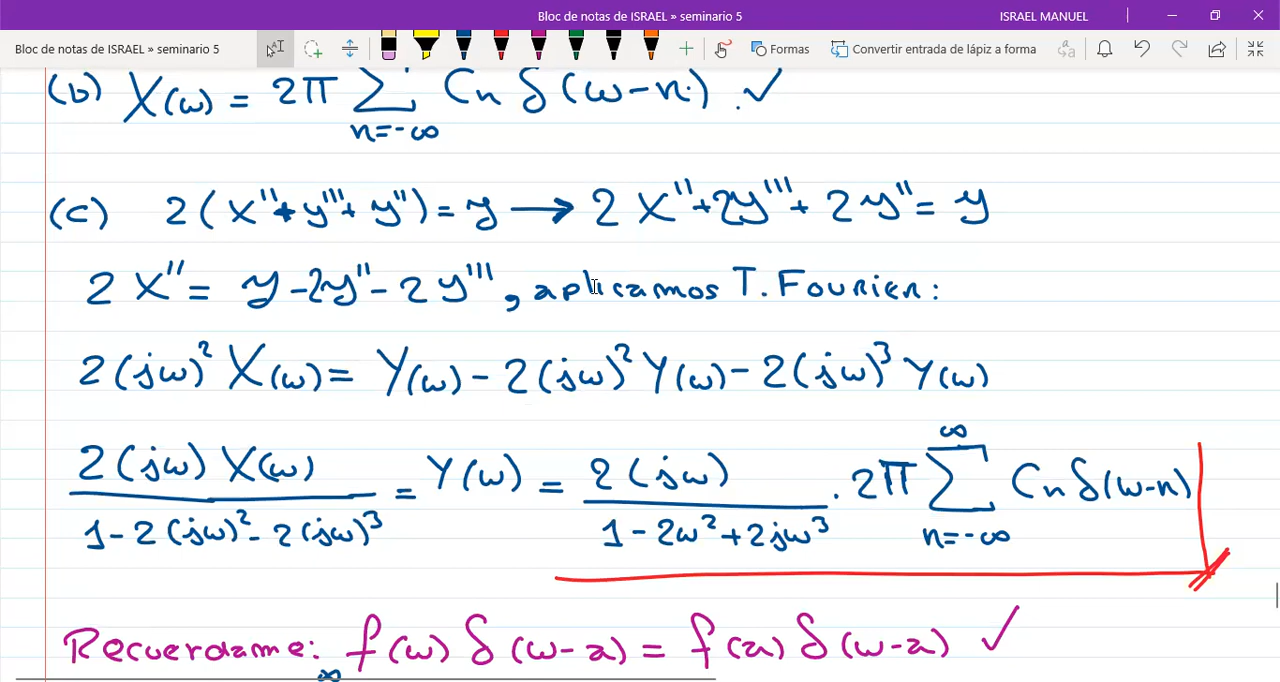 Bloc de notas de ISRAEL » seminario 5
ISRAEL MANUEL
Bloc de notas de ISRAEL » seminario 5
Formas
Convertir entrada de lápiz a forma
(b) X(ω) = 2π ∑ n=-∞ Cn δ(ω-n) . ✓
(c) 2(x''+y'''+y'') = y → 2x''+2y'''+2y'' = y
2x'' = y-2y''-2y''', aplicamos T. Fourier:
2(jω)² X(ω) = Y(ω) - 2(jω)² Y(ω) - 2(jω)³ Y(ω)
2(jω) X(ω) / 1-2(jω)²-2(jω)³ = Y(ω) = 2(jω) / 1-2ω²+2jω³ . 2π ∑ n=-∞ ∞ Cn δ(ω-n)
Recuerdame: f(ω) δ(ω-a) = f(a) δ(ω-a) ✓
∞